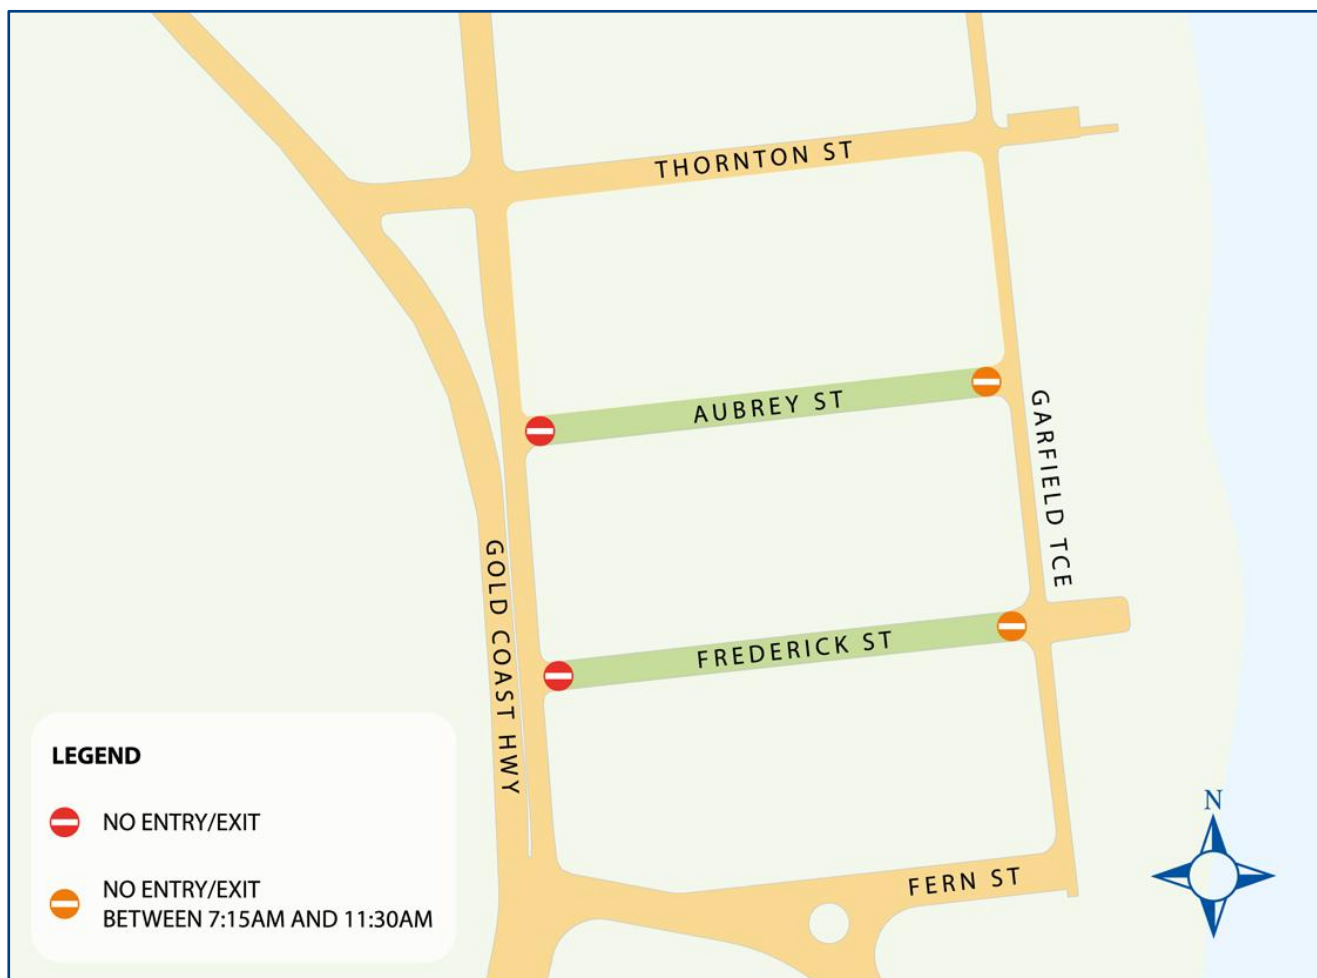 THORNTON ST
AUBREY ST
GARFIELD TCE
GOLD COAST HWY
FREDERICK ST
FERN ST
LEGEND
NO ENTRY/EXIT
NO ENTRY/EXIT
BETWEEN 7:15AM AND 11:30AM
N